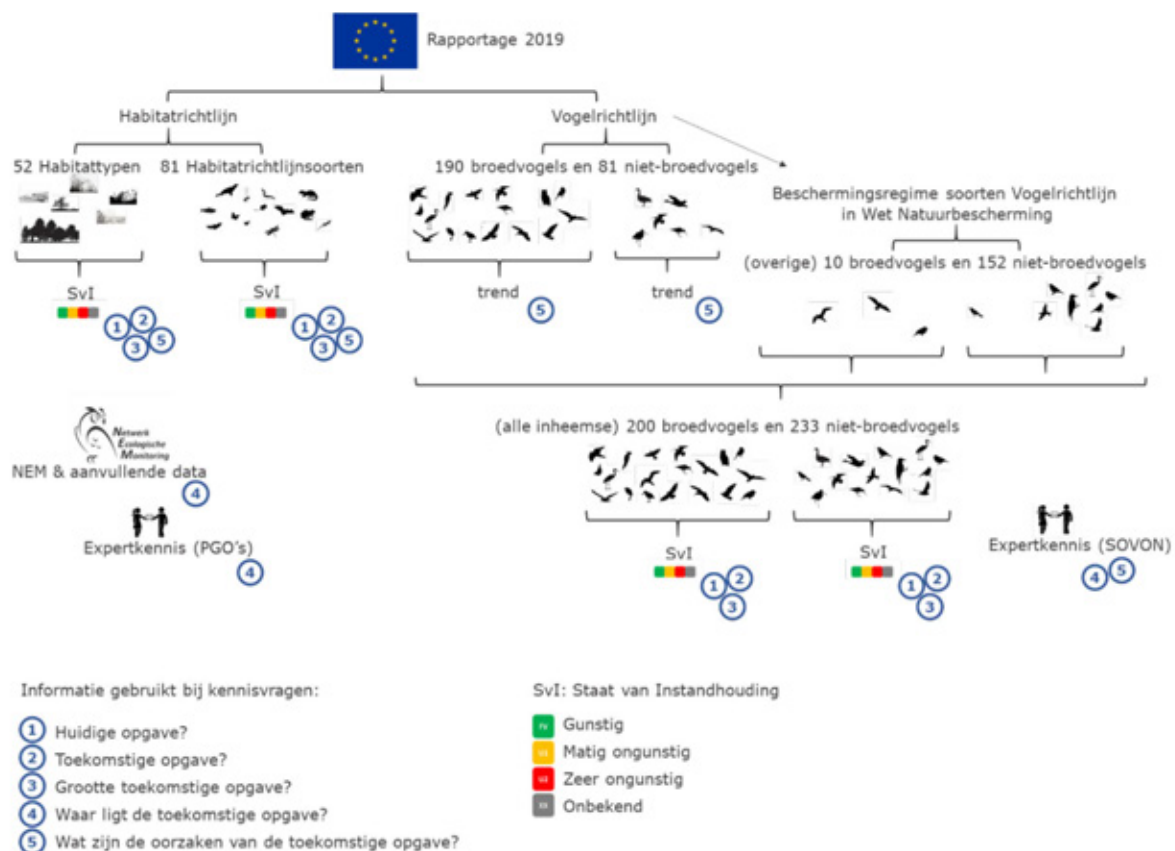 Rapportage 2019
Habitatrichtlijn
Vogelrichtlijn
52 Habitattypen
81 Habitatrichtlijnsoorten
190 broedvogels en 81 niet-broedvogels
Beschermingsregime soorten Vogelrichtlijn
in Wet Natuurbescherming
(overige) 10 broedvogels en 152 niet-broedvogels
SvI
1 2 3 5
SvI
1 2 3 5
trend
5
trend
5
(alle inheemse) 200 broedvogels en 233 niet-broedvogels
Netwerk
Ecologische
Monitoring
NEM & aanvullende data
4
Expertkennis (PGO's)
4
SvI
1 2
3
SvI
1 2
3
Expertkennis (SOVON)
4 5
Informatie gebruikt bij kennisvragen:
1 Huidige opgave?
2 Toekomstige opgave?
3 Grootte toekomstige opgave?
4 Waar ligt de toekomstige opgave?
5 Wat zijn de oorzaken van de toekomstige opgave?
SvI: Staat van Instandhouding
Gunstig
Matig ongunstig
Zeer ongunstig
Onbekend